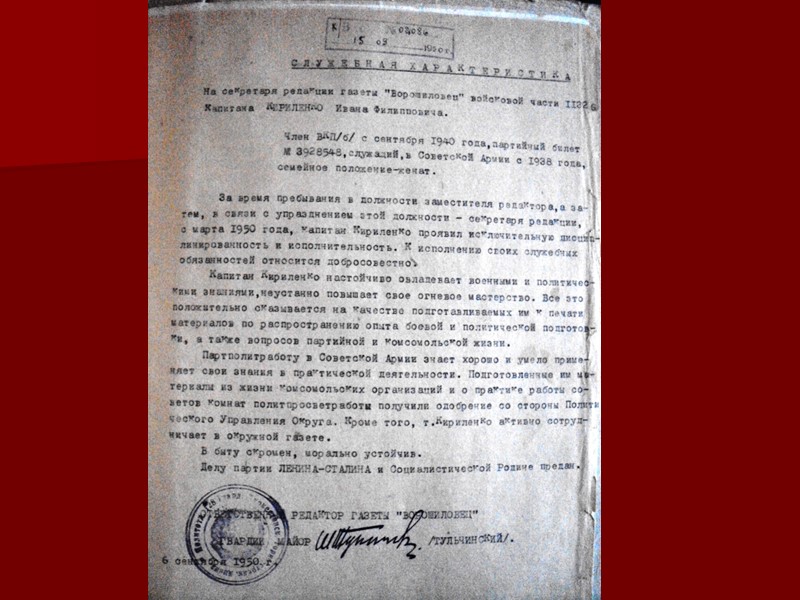 № 04086
15 09 1990 г.
СЛУЖЕБНАЯ ХАРАКТЕРИСТИКА
На секретаря редакции газеты "Ворошиловец" войсковой части
Капитана КИРИЛЕНКО Ивана Филипповича.
Член ВКП/б/ с сентября 1940 года, партийный билет
№ 3928548, служащий, в Советской Армии с 1938 года,
семейное положение-женат.
За время пребывания в должности заместителя редактора, а за-
тем, в связи с упразднением этой должности - секретаря редакции,
с марта 1950 года, капитан Кириленко проявил исключительную дисцип-
линированность и исполнительность. К исполнению своих служебных
обязанностей относится добросовестно.
Капитан Кириленко настойчиво овладевает военными и политичес-
кими знаниями, неустанно повышает свое огневое мастерство. Все это
положительно сказывается на качестве подготавливаемых им к печати
материалов по распространению опыта боевой и политической подготов-
ки, а также вопросов партийной и комсомольской жизни.
Партполитработу в Советской Армии знает хорошо и умело приме-
няет свои знания в практической деятельности. Подготовленные им ма-
териалы из жизни комсомольских организаций и о практике работы со-
ветов комнат политпросветработы получили одобрение со стороны Полити
ческого Управления Округа. Кроме того, т.Кириленко активно сотруд-
ничает в окружной газете.
В быту скромен, морально устойчив.
Делу партии ЛЕНИНА-СТАЛИНА и Социалистической Родине предан.
ОТВЕТСТВЕННЫЙ РЕДАКТОР ГАЗЕТЫ "ВОРОШИЛОВЕЦ"
ГВАРДИИ МАЙОР /ТУЛЬЧИНСКИЙ/.
6 сентября 1950 г.